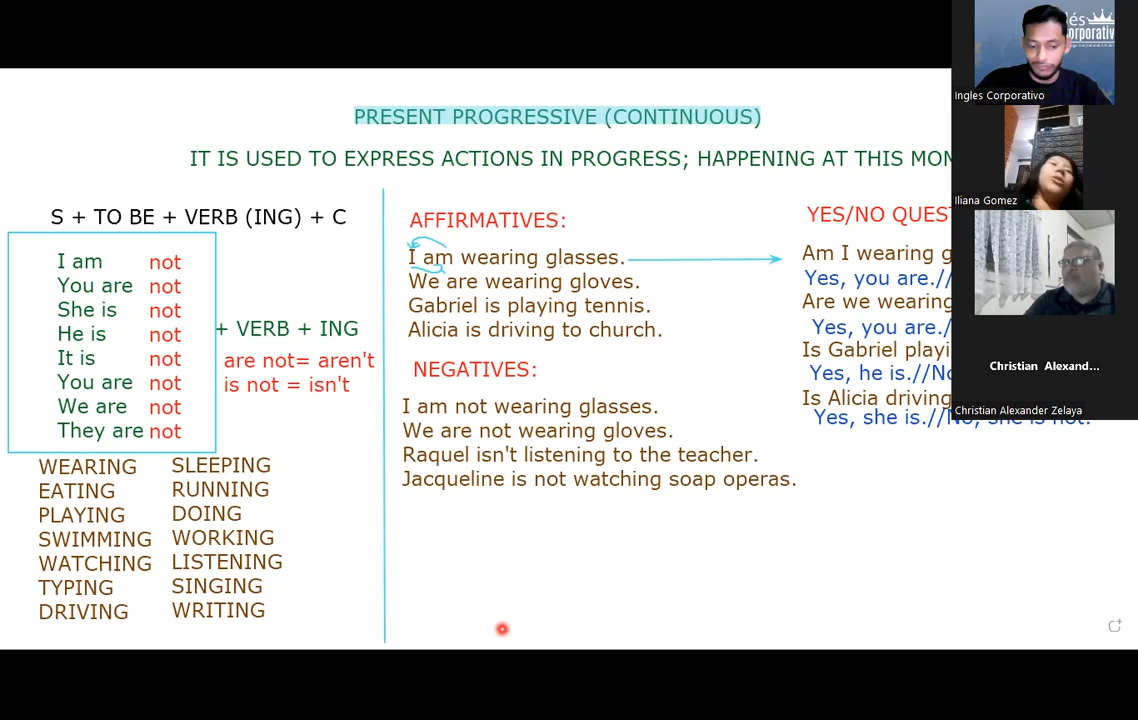 PRESENT PROGRESSIVE (CONTINUOUS)
IT IS USED TO EXPRESS ACTIONS IN PROGRESS; HAPPENING AT THIS MOM
S + TO BE + VERB (ING) + C
I am not
You are not
She is not
He is not
It is not
You are not
We are not
They are not
+ VERB + ING
are not= aren't
is not = isn't
WEARING SLEEPING
EATING RUNNING
PLAYING DOING
SWIMMING WORKING
WATCHING LISTENING
TYPING SINGING
DRIVING WRITING
AFFIRMATIVES:
I am wearing glasses.
We are wearing gloves.
Gabriel is playing tennis.
Alicia is driving to church.
NEGATIVES:
I am not wearing glasses.
We are not wearing gloves.
Raquel isn't listening to the teacher.
Jacqueline is not watching soap operas.
YES/NO QUEST
Am I wearing g
Yes, you are.//
Are we wearing
Yes, you are./
Is Gabriel playi
Yes, he is.//No
Is Alicia driving
Yes, she is.//No, she is not.
Ingles Corporativo
Iliana Gomez
Christian Alexand...
Christian Alexander Zelaya